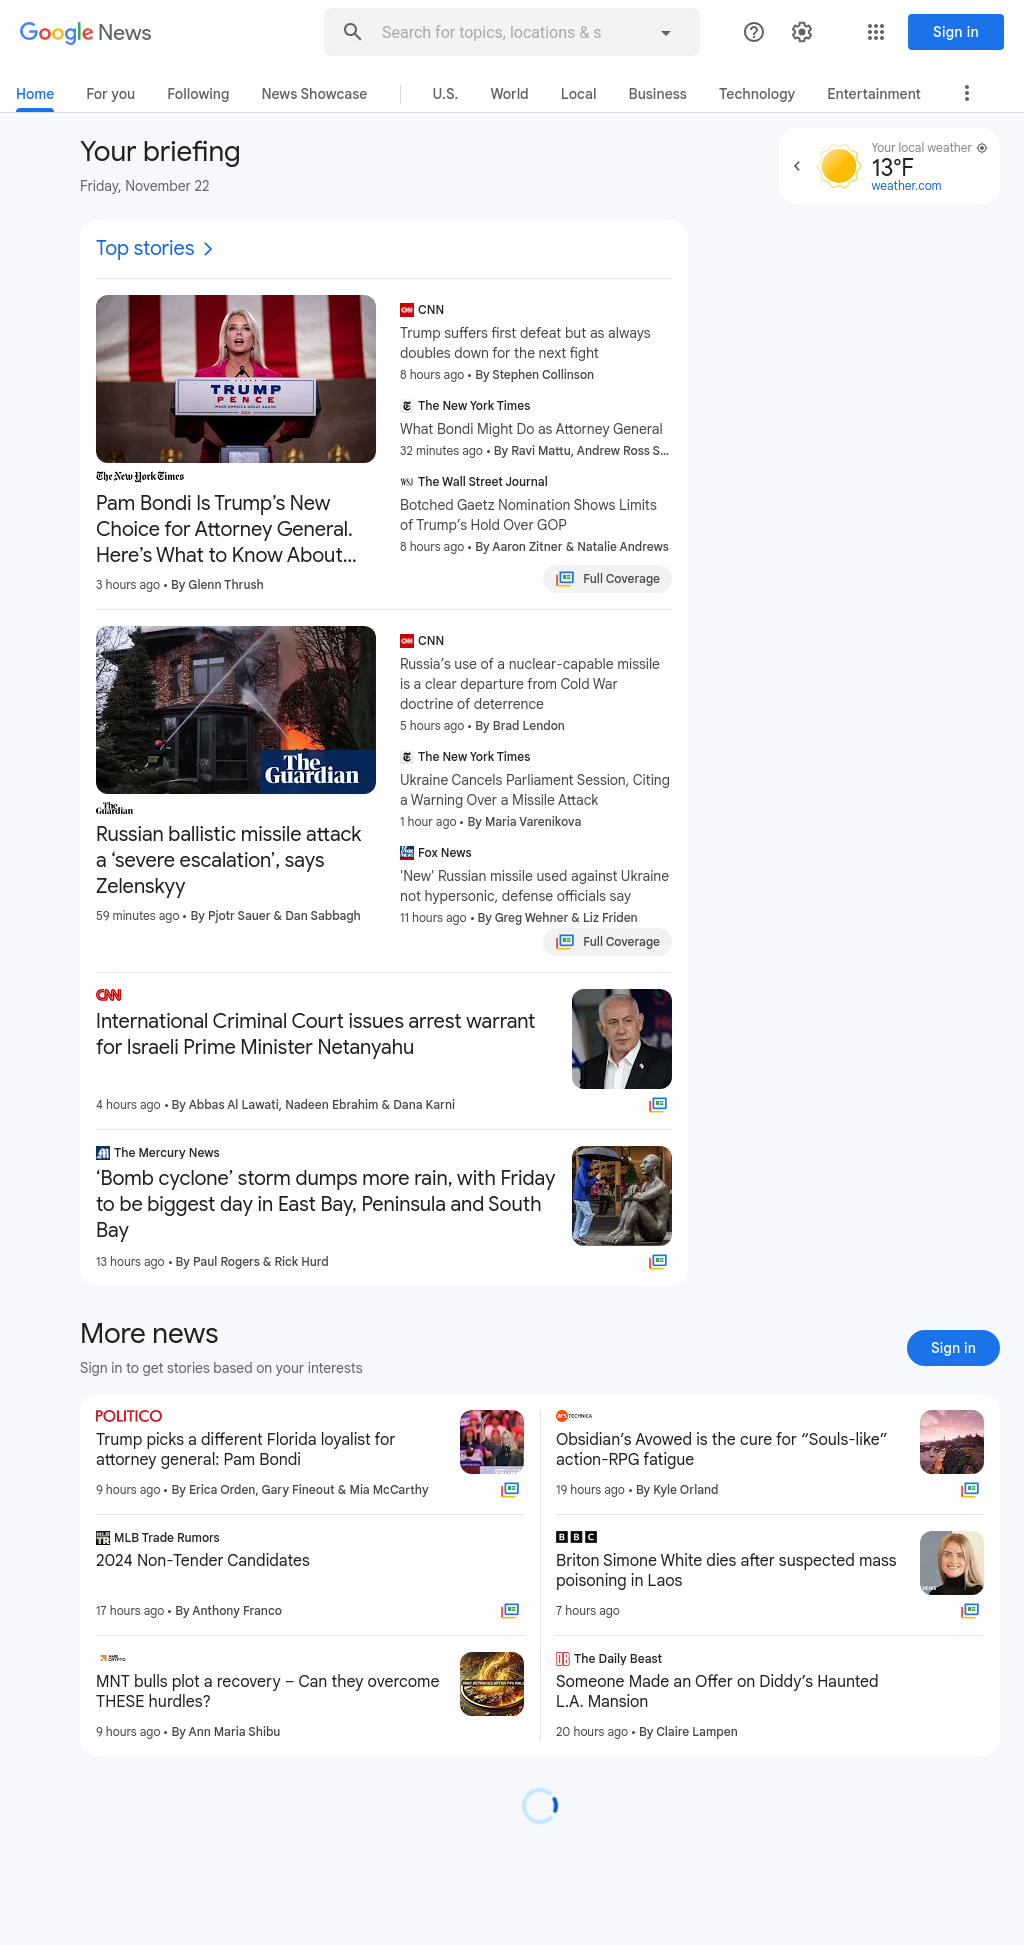 Google News
Search for topics, locations & s
Sign in
Home
For you
Following
News Showcase
U.S.
World
Local
Business
Technology
Entertainment
Your briefing
Friday, November 22
Your local weather
13°F
weather.com
Top stories
TRUMP
PENCE
MAKE AMERICA GREAT AGAIN!
The New York Times
Pam Bondi Is Trump’s New
Choice for Attorney General.
Here’s What to Know About...
3 hours ago • By Glenn Thrush
CNN
Trump suffers first defeat but as always
doubles down for the next fight
8 hours ago • By Stephen Collinson
The New York Times
What Bondi Might Do as Attorney General
32 minutes ago • By Ravi Mattu, Andrew Ross S...
WSJ The Wall Street Journal
Botched Gaetz Nomination Shows Limits
of Trump’s Hold Over GOP
8 hours ago • By Aaron Zitner & Natalie Andrews
Full Coverage
The
Guardian
The
Guardian
Russian ballistic missile attack
a ‘severe escalation’, says
Zelenskyy
59 minutes ago • By Pjotr Sauer & Dan Sabbagh
CNN
Russia’s use of a nuclear-capable missile
is a clear departure from Cold War
doctrine of deterrence
5 hours ago • By Brad Lendon
The New York Times
Ukraine Cancels Parliament Session, Citing
a Warning Over a Missile Attack
1 hour ago • By Maria Varenikova
Fox News
'New' Russian missile used against Ukraine
not hypersonic, defense officials say
11 hours ago • By Greg Wehner & Liz Friden
Full Coverage
CNN
International Criminal Court issues arrest warrant
for Israeli Prime Minister Netanyahu
4 hours ago • By Abbas Al Lawati, Nadeen Ebrahim & Dana Karni
The Mercury News
‘Bomb cyclone’ storm dumps more rain, with Friday
to be biggest day in East Bay, Peninsula and South
Bay
13 hours ago • By Paul Rogers & Rick Hurd
More news
Sign in to get stories based on your interests
Sign in
POLITICO
Trump picks a different Florida loyalist for
attorney general: Pam Bondi
9 hours ago • By Erica Orden, Gary Fineout & Mia McCarthy
MLB Trade Rumors
2024 Non-Tender Candidates
17 hours ago • By Anthony Franco
AMB
CRYPTO
MNT bulls plot a recovery – Can they overcome
THESE hurdles?
9 hours ago • By Ann Maria Shibu
ars TECHNICA
Obsidian’s Avowed is the cure for “Souls-like”
action-RPG fatigue
19 hours ago • By Kyle Orland
BBC
Briton Simone White dies after suspected mass
poisoning in Laos
7 hours ago
The Daily Beast
Someone Made an Offer on Diddy’s Haunted
L.A. Mansion
20 hours ago • By Claire Lampen